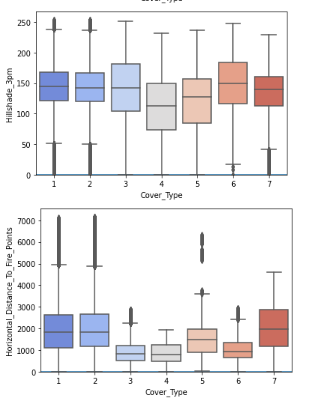 Cover_Type
250
200
150
100
50
0
Hillshade_3pm
1 2 3 4 5 6 7
Cover_Type
7000
6000
5000
4000
3000
2000
1000
0
Horizontal_Distance_To_Fire_Points
1 2 3 4 5 6 7
Cover_Type